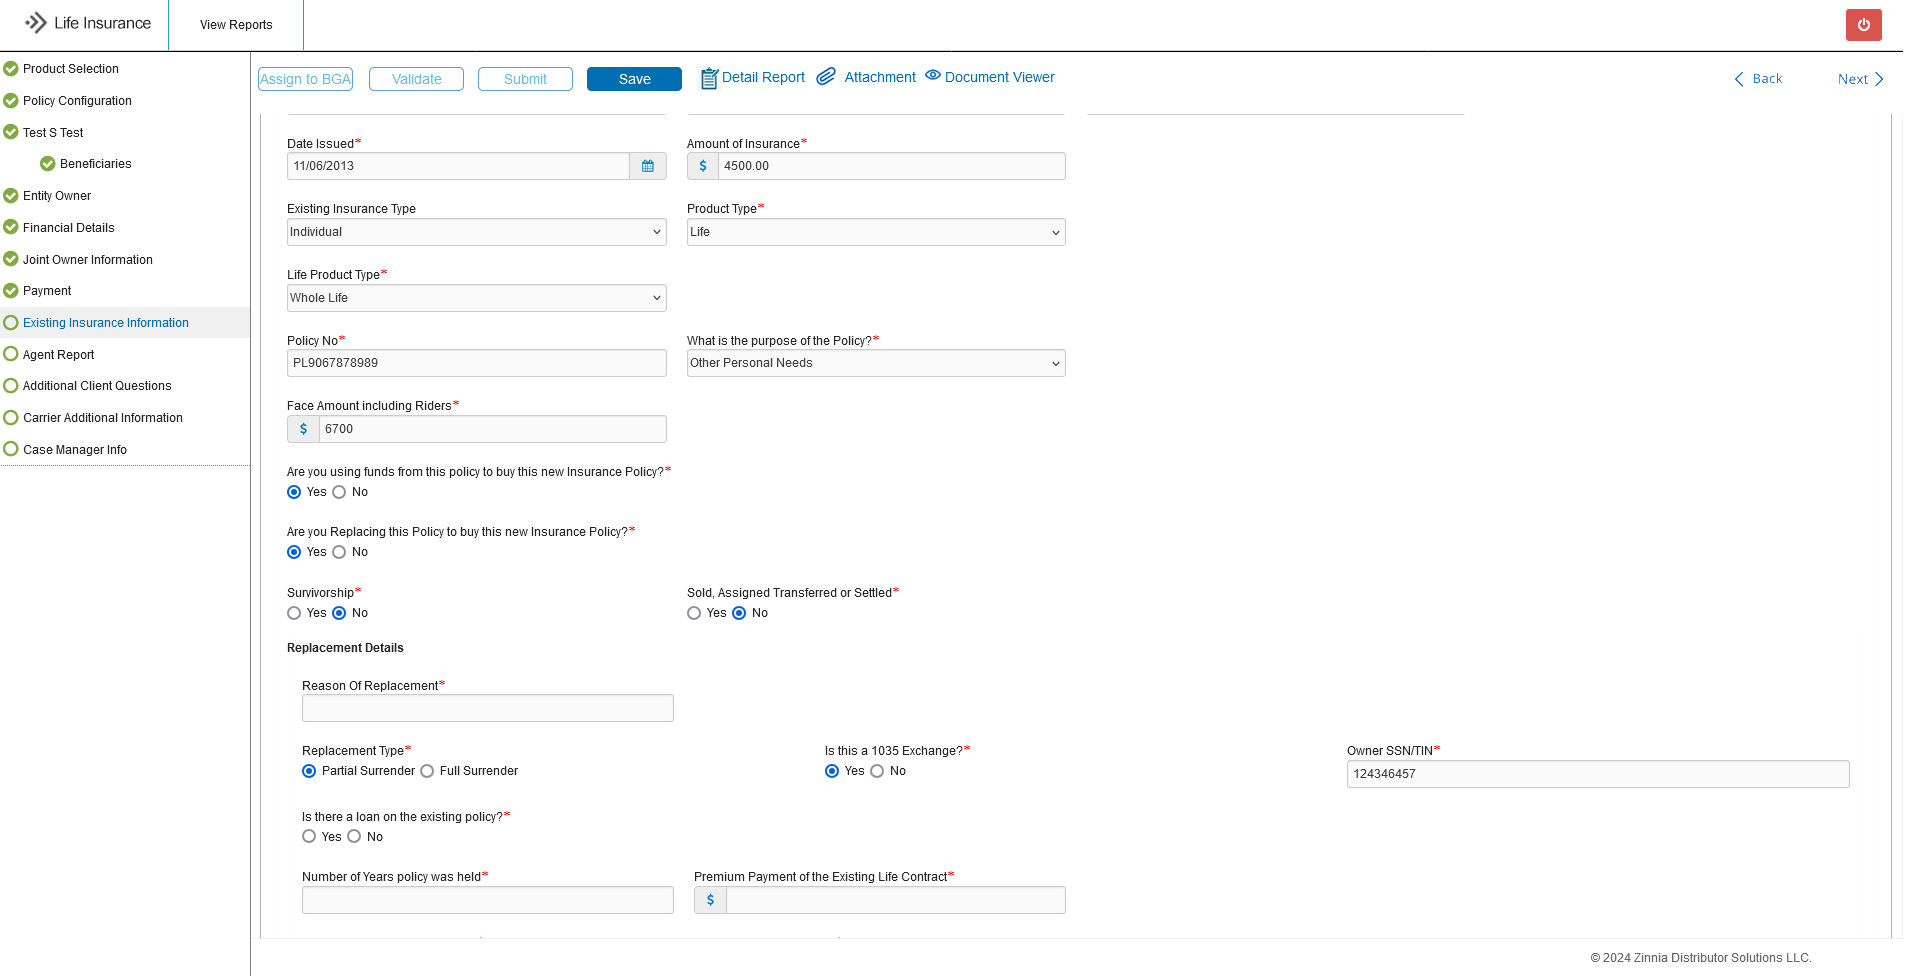 Life Insurance
View Reports
Product Selection
Policy Configuration
Test S Test
Beneficiaries
Entity Owner
Financial Details
Joint Owner Information
Payment
Existing Insurance Information
Agent Report
Additional Client Questions
Carrier Additional Information
Case Manager Info
Assign to BGA Validate Submit Save Detail Report Attachment Document Viewer Back Next
Date Issued* Amount of Insurance*
11/06/2013 $ 4500.00
Existing Insurance Type Product Type*
Individual Life
Life Product Type*
Whole Life
Policy No* What is the purpose of the Policy?*
PL9067878989 Other Personal Needs
Face Amount including Riders*
$ 6700
Are you using funds from this policy to buy this new Insurance Policy?*
Yes No
Are you Replacing this Policy to buy this new Insurance Policy?*
Yes No
Survivorship* Sold, Assigned Transferred or Settled*
Yes No Yes No
Replacement Details
Reason Of Replacement*
Replacement Type* Is this a 1035 Exchange?* Owner SSN/TIN*
Partial Surrender Full Surrender Yes No 124346457
Is there a loan on the existing policy?*
Yes No
Number of Years policy was held* Premium Payment of the Existing Life Contract*
$
© 2024 Zinnia Distributor Solutions LLC.